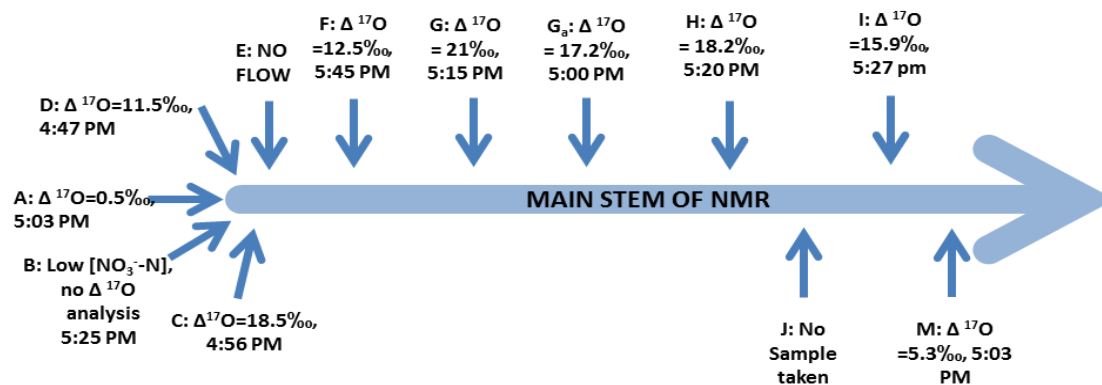 E: NO
FLOW
F: Δ ¹⁷O
=12.5‰,
5:45 PM
G: Δ ¹⁷O
= 21‰,
5:15 PM
Gₐ: Δ ¹⁷O
= 17.2‰,
5:00 PM
H: Δ ¹⁷O
= 18.2‰,
5:20 PM
I: Δ ¹⁷O
=15.9‰,
5:27 pm
D: Δ ¹⁷O=11.5‰,
4:47 PM
A: Δ ¹⁷O=0.5‰,
5:03 PM
MAIN STEM OF NMR
B: Low [NO₃⁻-N],
no Δ ¹⁷O
analysis
5:25 PM
C: Δ¹⁷O=18.5‰,
4:56 PM
J: No
Sample
taken
M: Δ ¹⁷O
=5.3‰, 5:03
PM